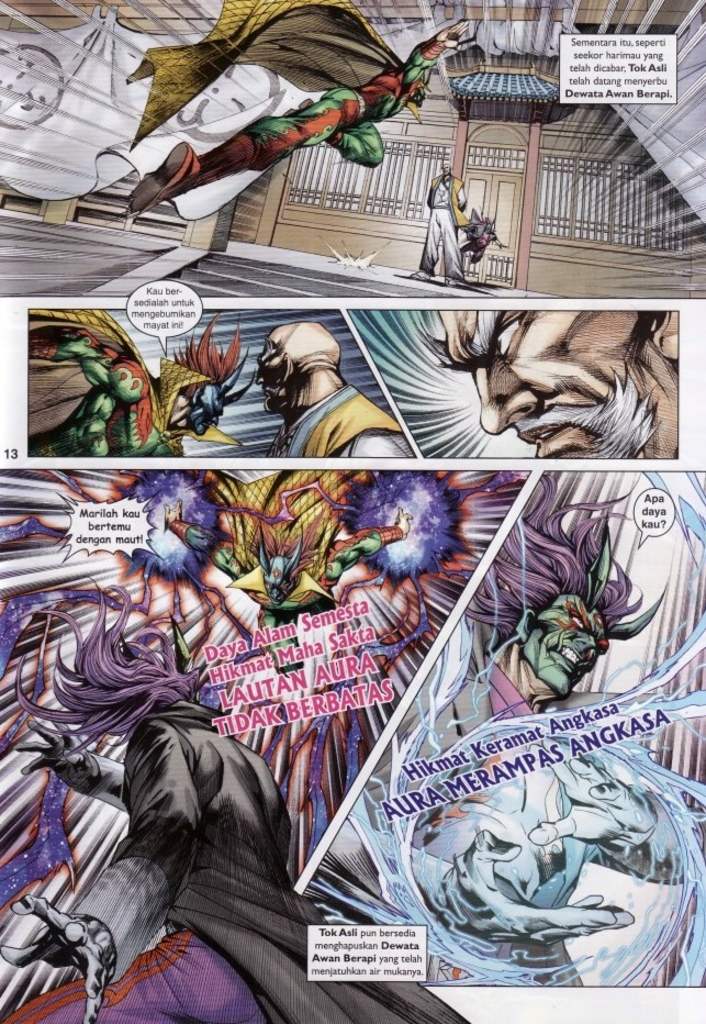 Sementara itu, seperti
seekor harimau yang
telah dicabar, Tok Asli
telah datang menyerbu
Dewata Awan Berapi.
Kau ber-
sedialah untuk
mengebumikan
mayat ini!
13
Marilah kau
bertemu
dengan maut!
Daya Alam Semesta
Hikmat Maha Sakta
LAUTAN AURA
TIDAK BERBATAS
Apa
daya
kau?
Hikmat Keramat Angkasa
AURA MERAMPAS ANGKASA
Tok Asli pun bersedia
menghapuskan Dewata
Awan Berapi yang telah
menjatuhkan air mukanya.